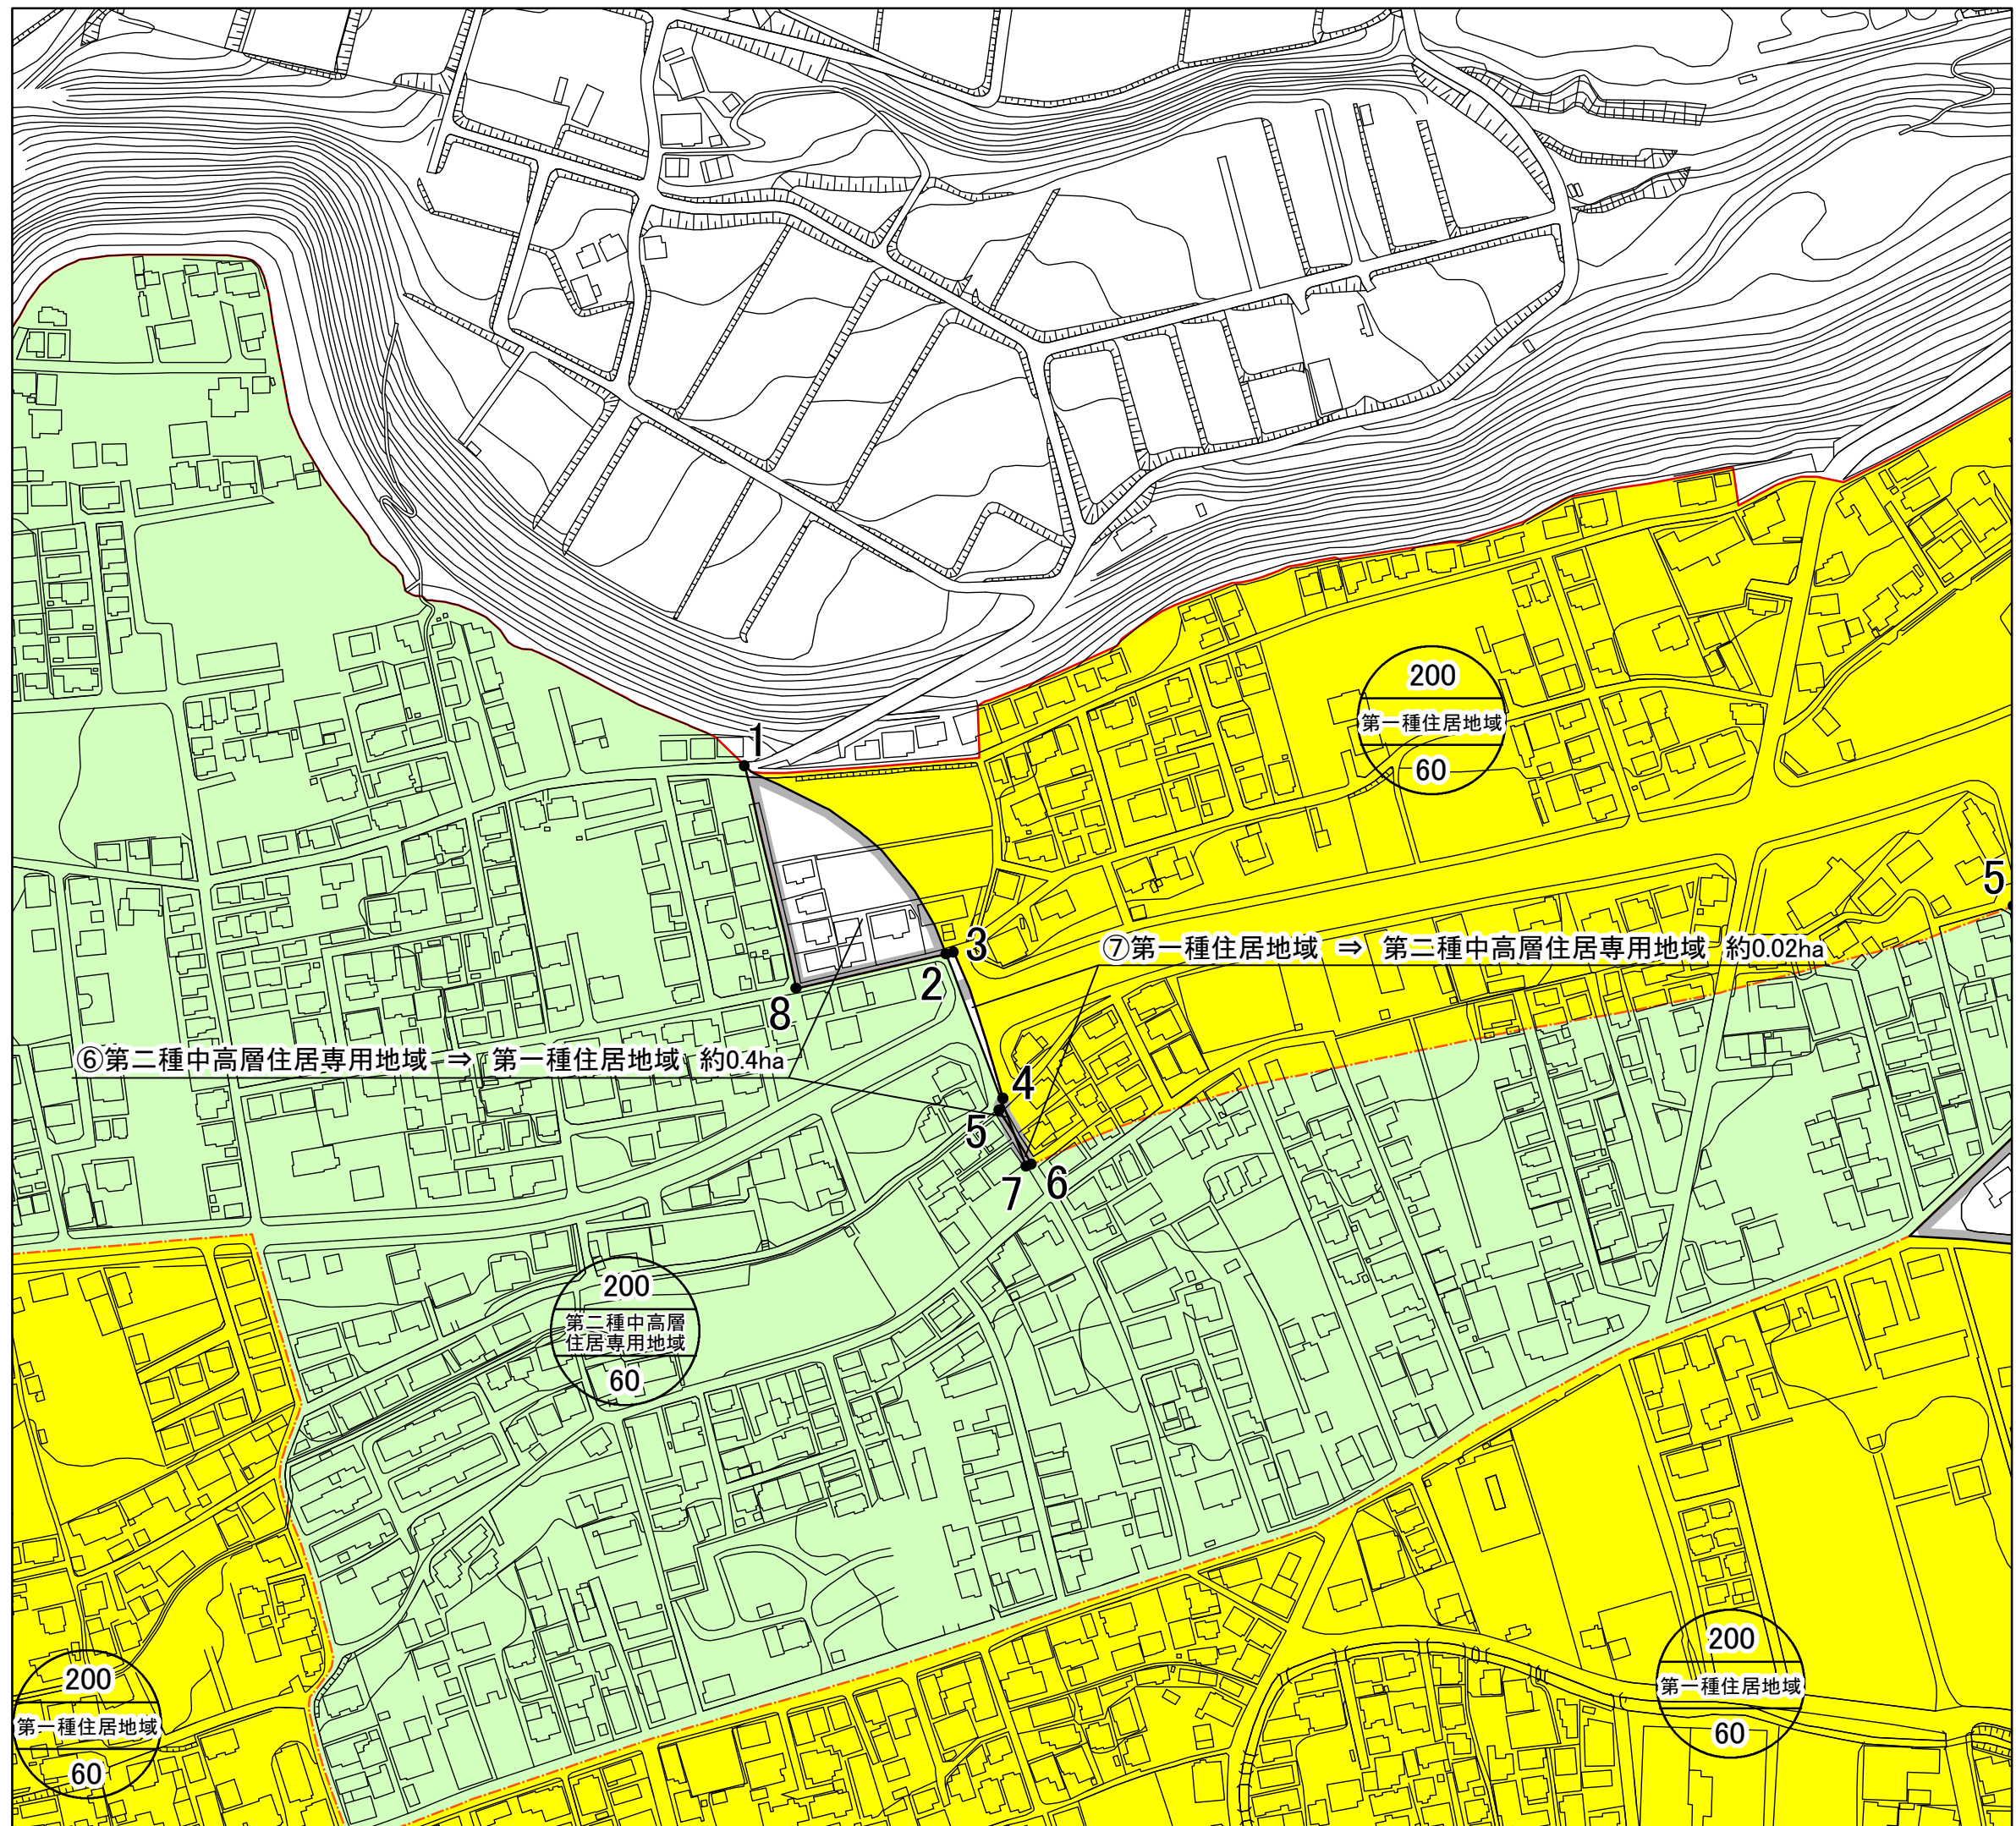 200
第一種住居地域
60
1
5
3
2
⑦第一種住居地域 ⇒ 第二種中高層住居専用地域 約0.02ha
8
⑥第二種中高層住居専用地域 ⇒ 第一種住居地域 約0.4ha
4
5
7
6
200
第二種中高層
住居専用地域
60
200
第一種住居地域
60
200
第一種住居地域
60